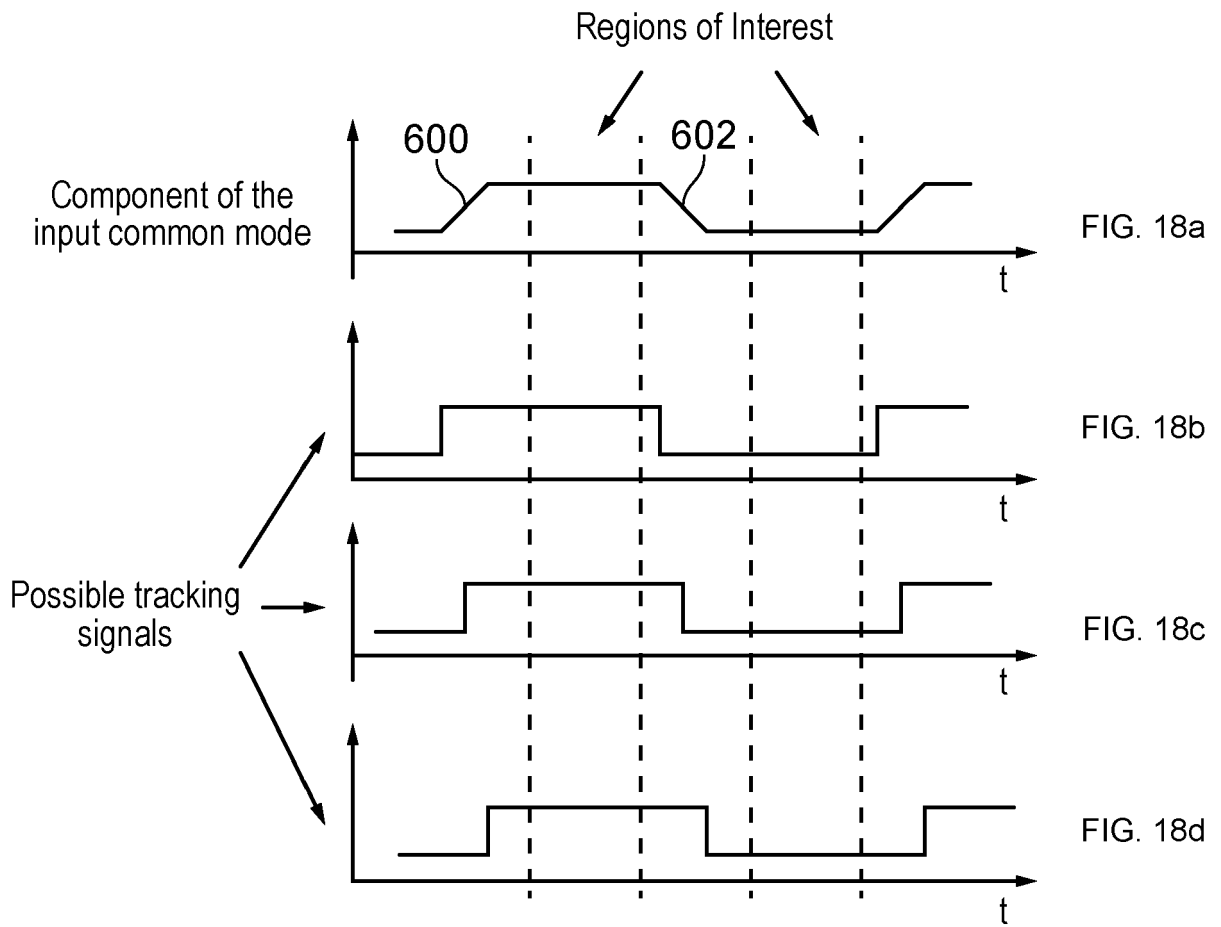 Regions of Interest
600
602
Component of the
input common mode
FIG. 18a
t
FIG. 18b
t
Possible tracking
signals
FIG. 18c
t
FIG. 18d
t